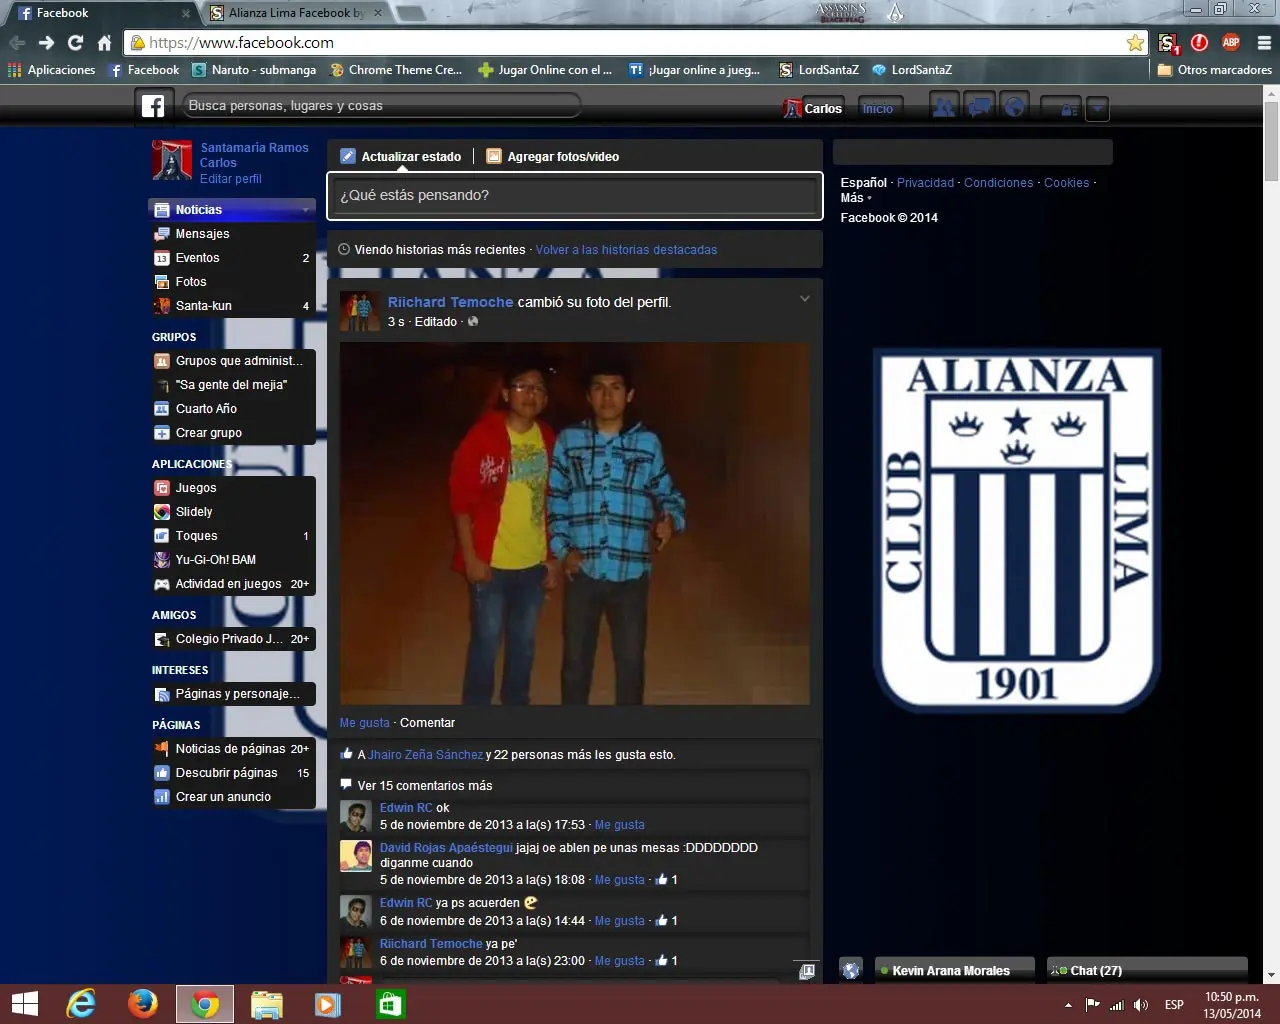 Facebook
Alianza Lima Facebook by
ASSASSIN'S
CREED IV
BLACK FLAG
https://www.facebook.com
1
ABP
Aplicaciones
Facebook
Naruto - submanga
Chrome Theme Cre...
Jugar Online con el ...
¡Jugar online a jueg...
LordSantaZ
LordSantaZ
Otros marcadores
Busca personas, lugares y cosas
Carlos
Inicio
Santamaria Ramos
Carlos
Editar perfil
Noticias
Mensajes
Eventos 2
Fotos
Santa-kun 4
GRUPOS
Grupos que administ...
"Sa gente del mejia"
Cuarto Año
Crear grupo
APLICACIONES
Juegos
Slidely
Toques 1
Yu-Gi-Oh! BAM
Actividad en juegos 20+
AMIGOS
Colegio Privado J... 20+
INTERESES
Páginas y personaje...
PÁGINAS
Noticias de páginas 20+
Descubrir páginas 15
Crear un anuncio
Actualizar estado
Agregar fotos/video
¿Qué estás pensando?
Viendo historias más recientes · Volver a las historias destacadas
Riichard Temoche cambió su foto del perfil.
3 s · Editado ·
Me gusta · Comentar
A Jhairo Zeña Sánchez y 22 personas más les gusta esto.
Ver 15 comentarios más
Edwin RC ok
5 de noviembre de 2013 a la(s) 17:53 · Me gusta
David Rojas Apaéstegui jajaj oe ablen pe unas mesas :DDDDDDDD
diganme cuando
5 de noviembre de 2013 a la(s) 18:08 · Me gusta · 1
Edwin RC ya ps acuerden
6 de noviembre de 2013 a la(s) 14:44 · Me gusta · 1
Riichard Temoche ya pe'
6 de noviembre de 2013 a la(s) 23:00 · Me gusta · 1
Español · Privacidad · Condiciones · Cookies ·
Más
Facebook © 2014
ALIANZA
CLUB
LIMA
1901
Kevin Arana Morales
Chat (27)
ESP
10:50 p.m.
13/05/2014